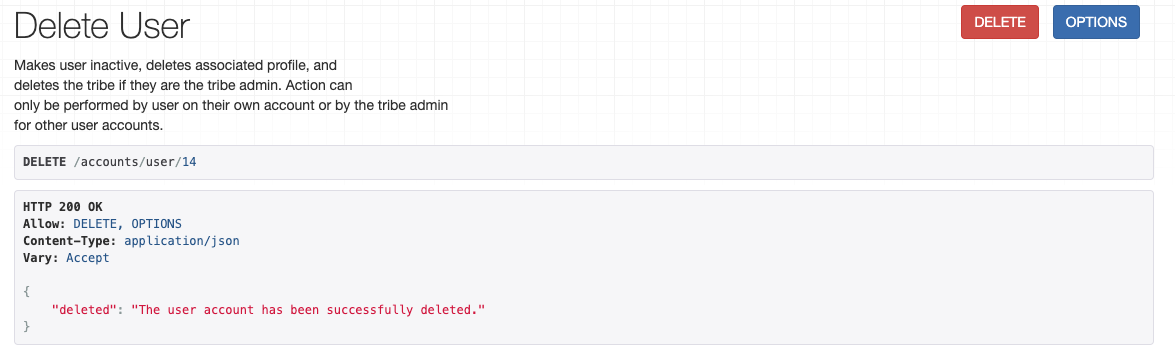 Delete User
DELETE
OPTIONS
Makes user inactive, deletes associated profile, and
deletes the tribe if they are the tribe admin. Action can
only be performed by user on their own account or by the tribe admin
for other user accounts.
DELETE /accounts/user/14
HTTP 200 OK
Allow: DELETE, OPTIONS
Content-Type: application/json
Vary: Accept
{
    "deleted": "The user account has been successfully deleted."
}